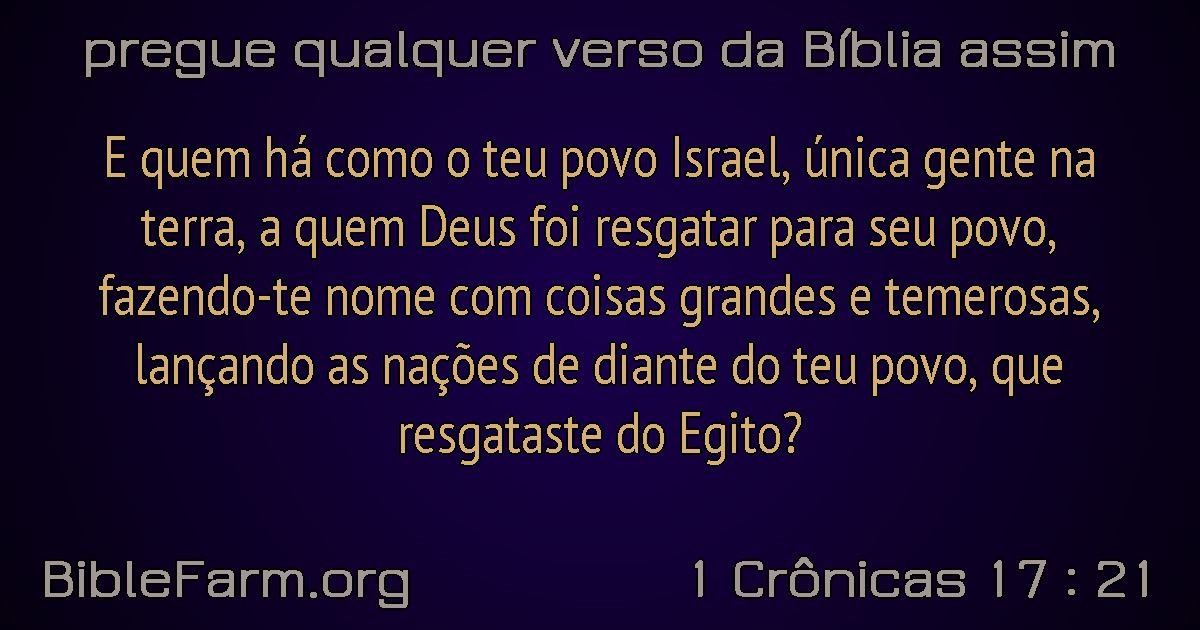 pregue qualquer verso da Bíblia assim
E quem há como o teu povo Israel, única gente na
terra, a quem Deus foi resgatar para seu povo,
fazendo-te nome com coisas grandes e temerosas,
lançando as nações de diante do teu povo, que
resgataste do Egito?
BibleFarm.org
1 Crônicas 17 : 21